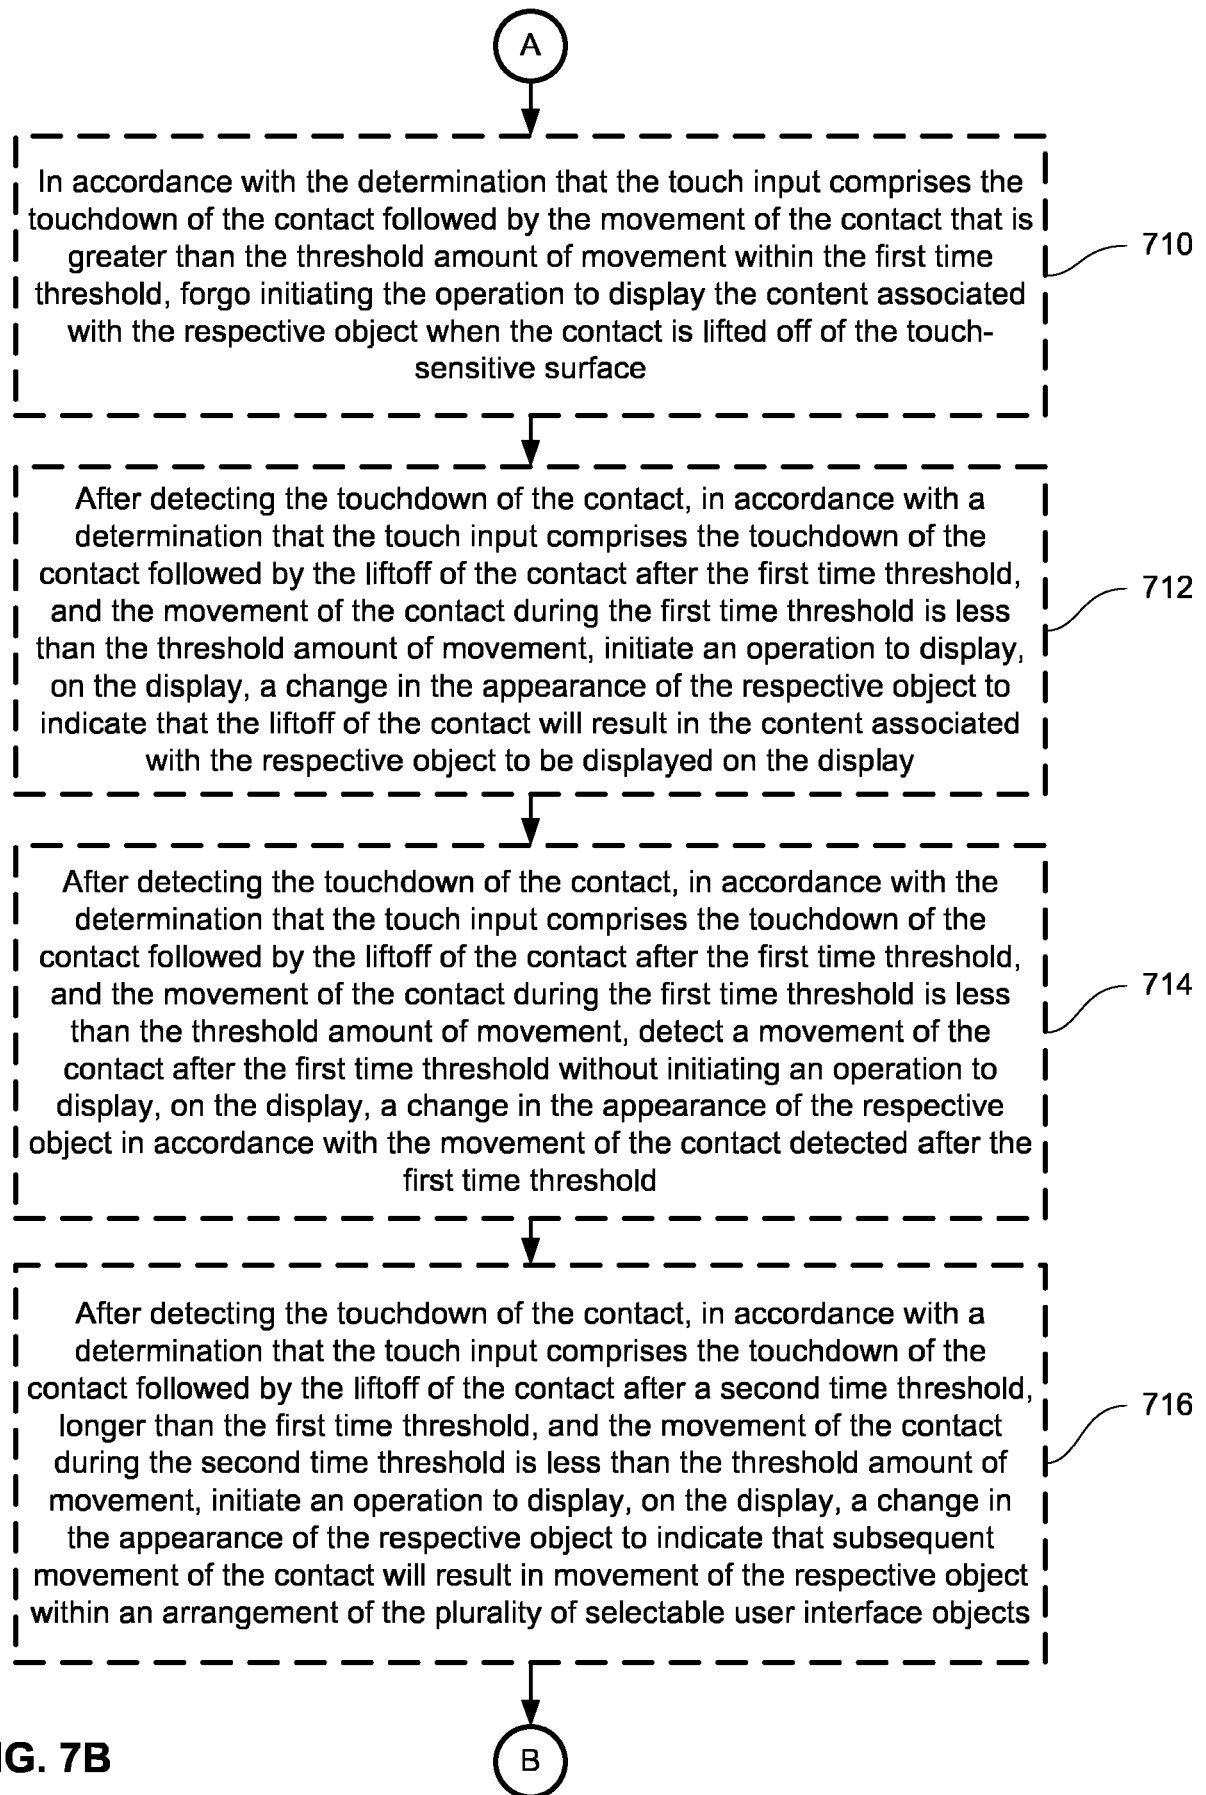 A
In accordance with the determination that the touch input comprises the
touchdown of the contact followed by the movement of the contact that is
greater than the threshold amount of movement within the first time
threshold, forgo initiating the operation to display the content associated
with the respective object when the contact is lifted off of the touch-
sensitive surface
710
After detecting the touchdown of the contact, in accordance with a
determination that the touch input comprises the touchdown of the
contact followed by the liftoff of the contact after the first time threshold,
and the movement of the contact during the first time threshold is less
than the threshold amount of movement, initiate an operation to display,
on the display, a change in the appearance of the respective object to
indicate that the liftoff of the contact will result in the content associated
with the respective object to be displayed on the display
712
After detecting the touchdown of the contact, in accordance with the
determination that the touch input comprises the touchdown of the
contact followed by the liftoff of the contact after the first time threshold,
and the movement of the contact during the first time threshold is less
than the threshold amount of movement, detect a movement of the
contact after the first time threshold without initiating an operation to
display, on the display, a change in the appearance of the respective
object in accordance with the movement of the contact detected after the
first time threshold
714
After detecting the touchdown of the contact, in accordance with a
determination that the touch input comprises the touchdown of the
contact followed by the liftoff of the contact after a second time threshold,
longer than the first time threshold, and the movement of the contact
during the second time threshold is less than the threshold amount of
movement, initiate an operation to display, on the display, a change in
the appearance of the respective object to indicate that subsequent
movement of the contact will result in movement of the respective object
within an arrangement of the plurality of selectable user interface objects
716
B
IG. 7B